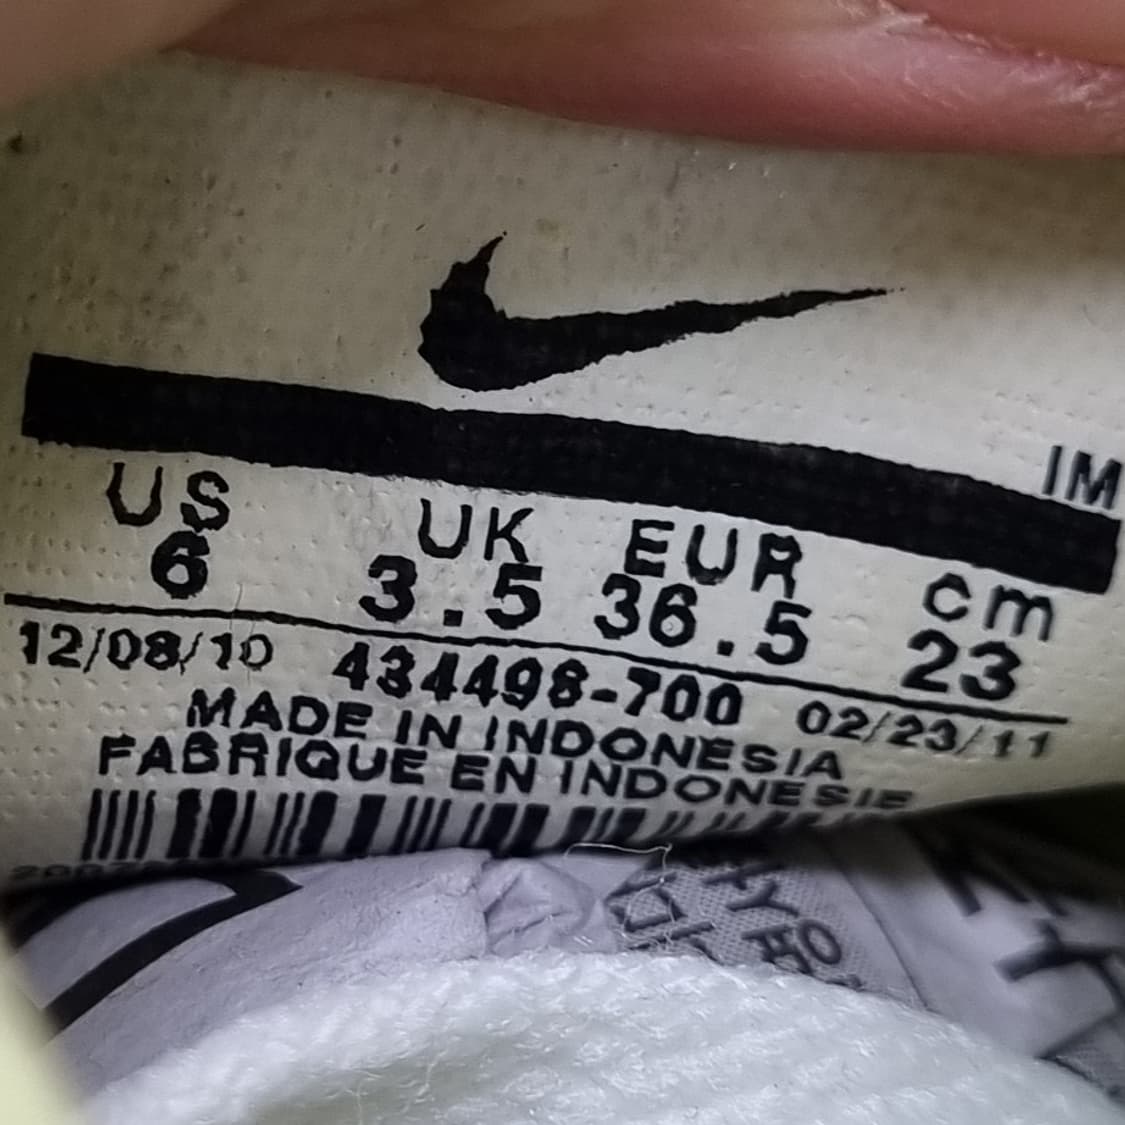 IM
US UK EUR cm
6 3.5 36.5 23
12/08/10 434498-700 02/23/11
MADE IN INDONESIA
FABRIQUE EN INDONESIE